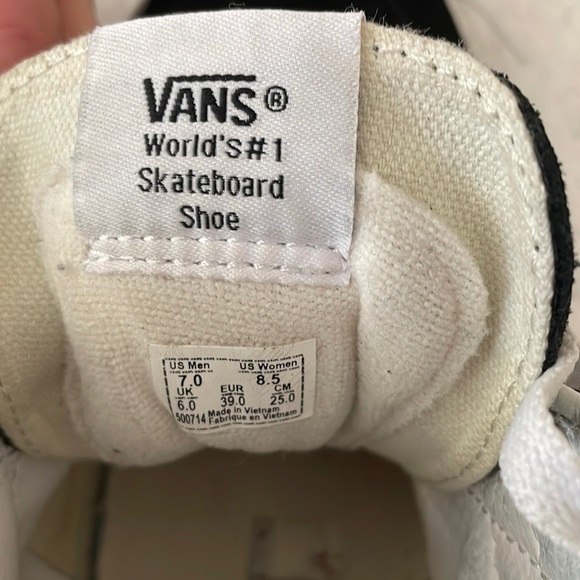 VANS®
World's #1
Skateboard
Shoe
US Men US Women
7.0 8.5
UK EUR CM
6.0 39.0 25.0
500714 Made in Vietnam
Fabrique en Vietnam